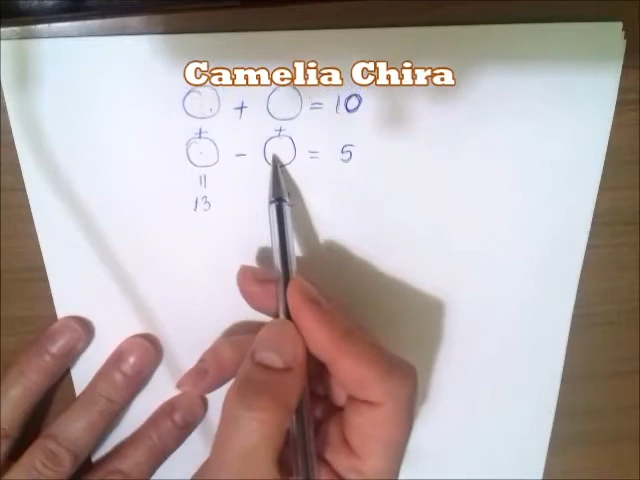 Camelia Chira
◯ + ◯ = 10
+ +
◯ - ◯ = 5
=
13